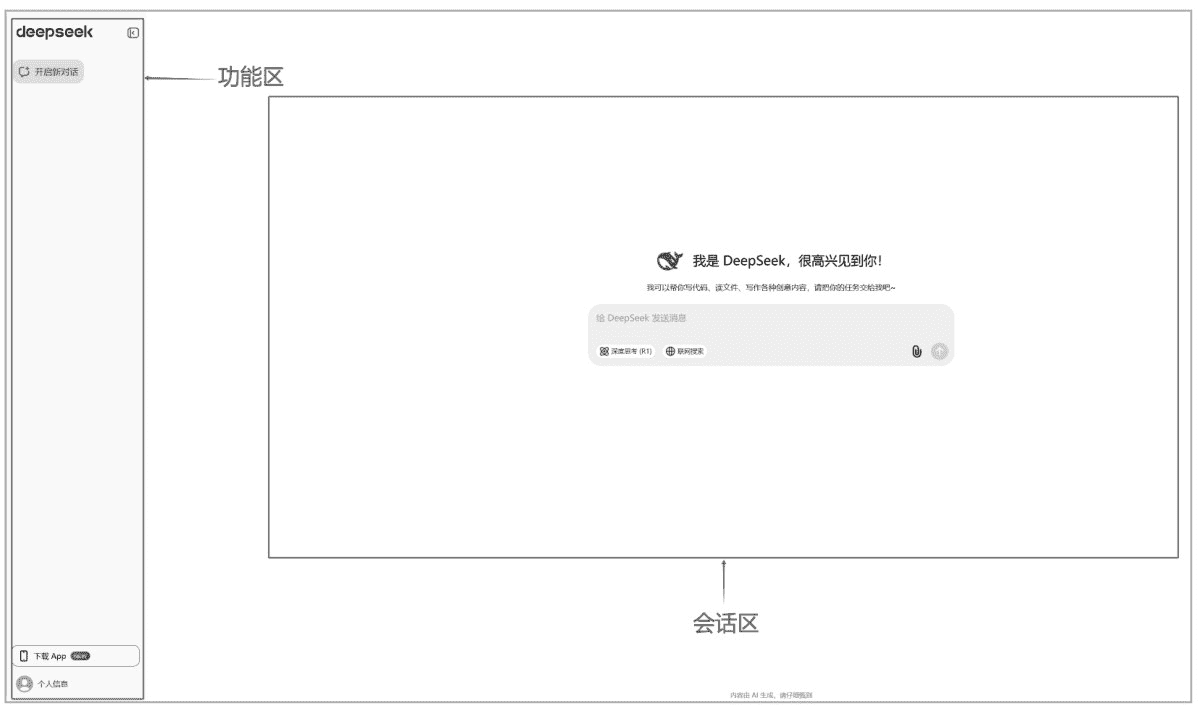 deepseek
开启新对话
功能区
我是 DeepSeek，很高兴见到你！
我可以帮你写代码、读文件、写作各种创意内容，请把你的任务交给我吧~
给 DeepSeek 发送消息
深度思考 (R1)
联网搜索
会话区
下载 App
个人信息
内容由 AI 生成，请仔细甄别